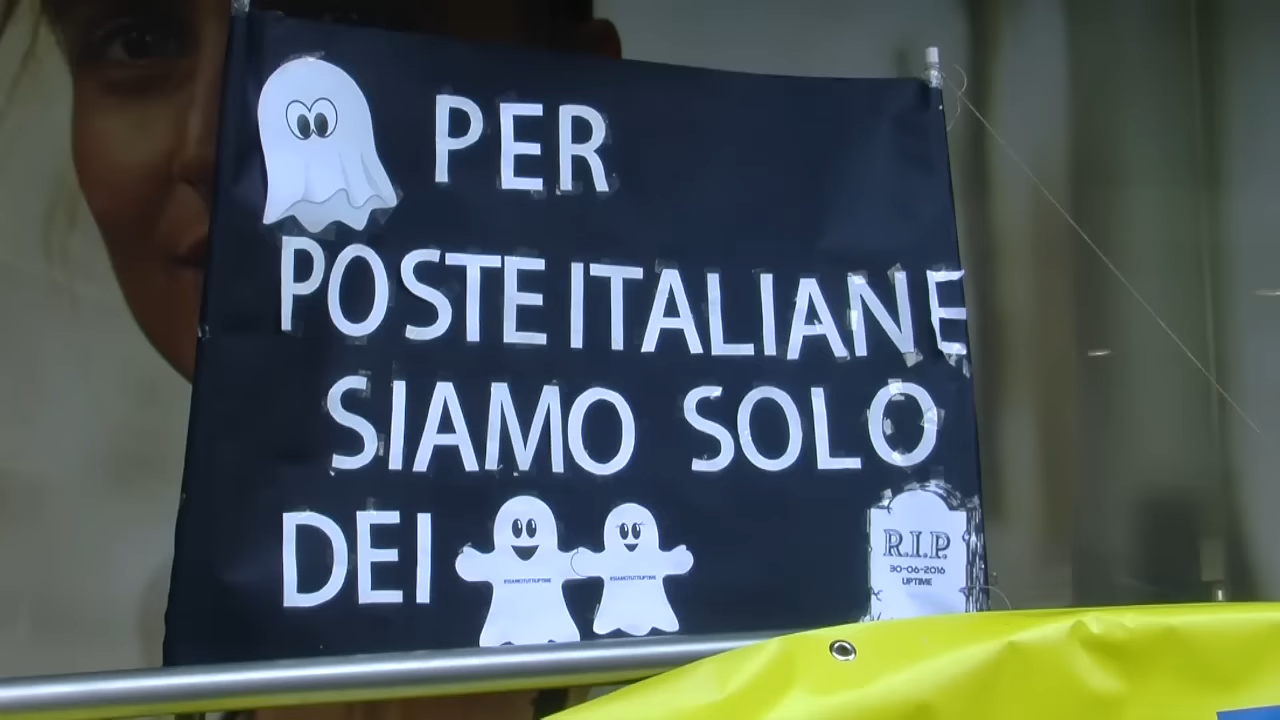 PER
POSTE ITALIANE
SIAMO SOLO
DEI
#SIAMOTUTTIUPTIME
#SIAMOTUTTIUPTIME
R.I.P.
30-06-2016
UPTIME